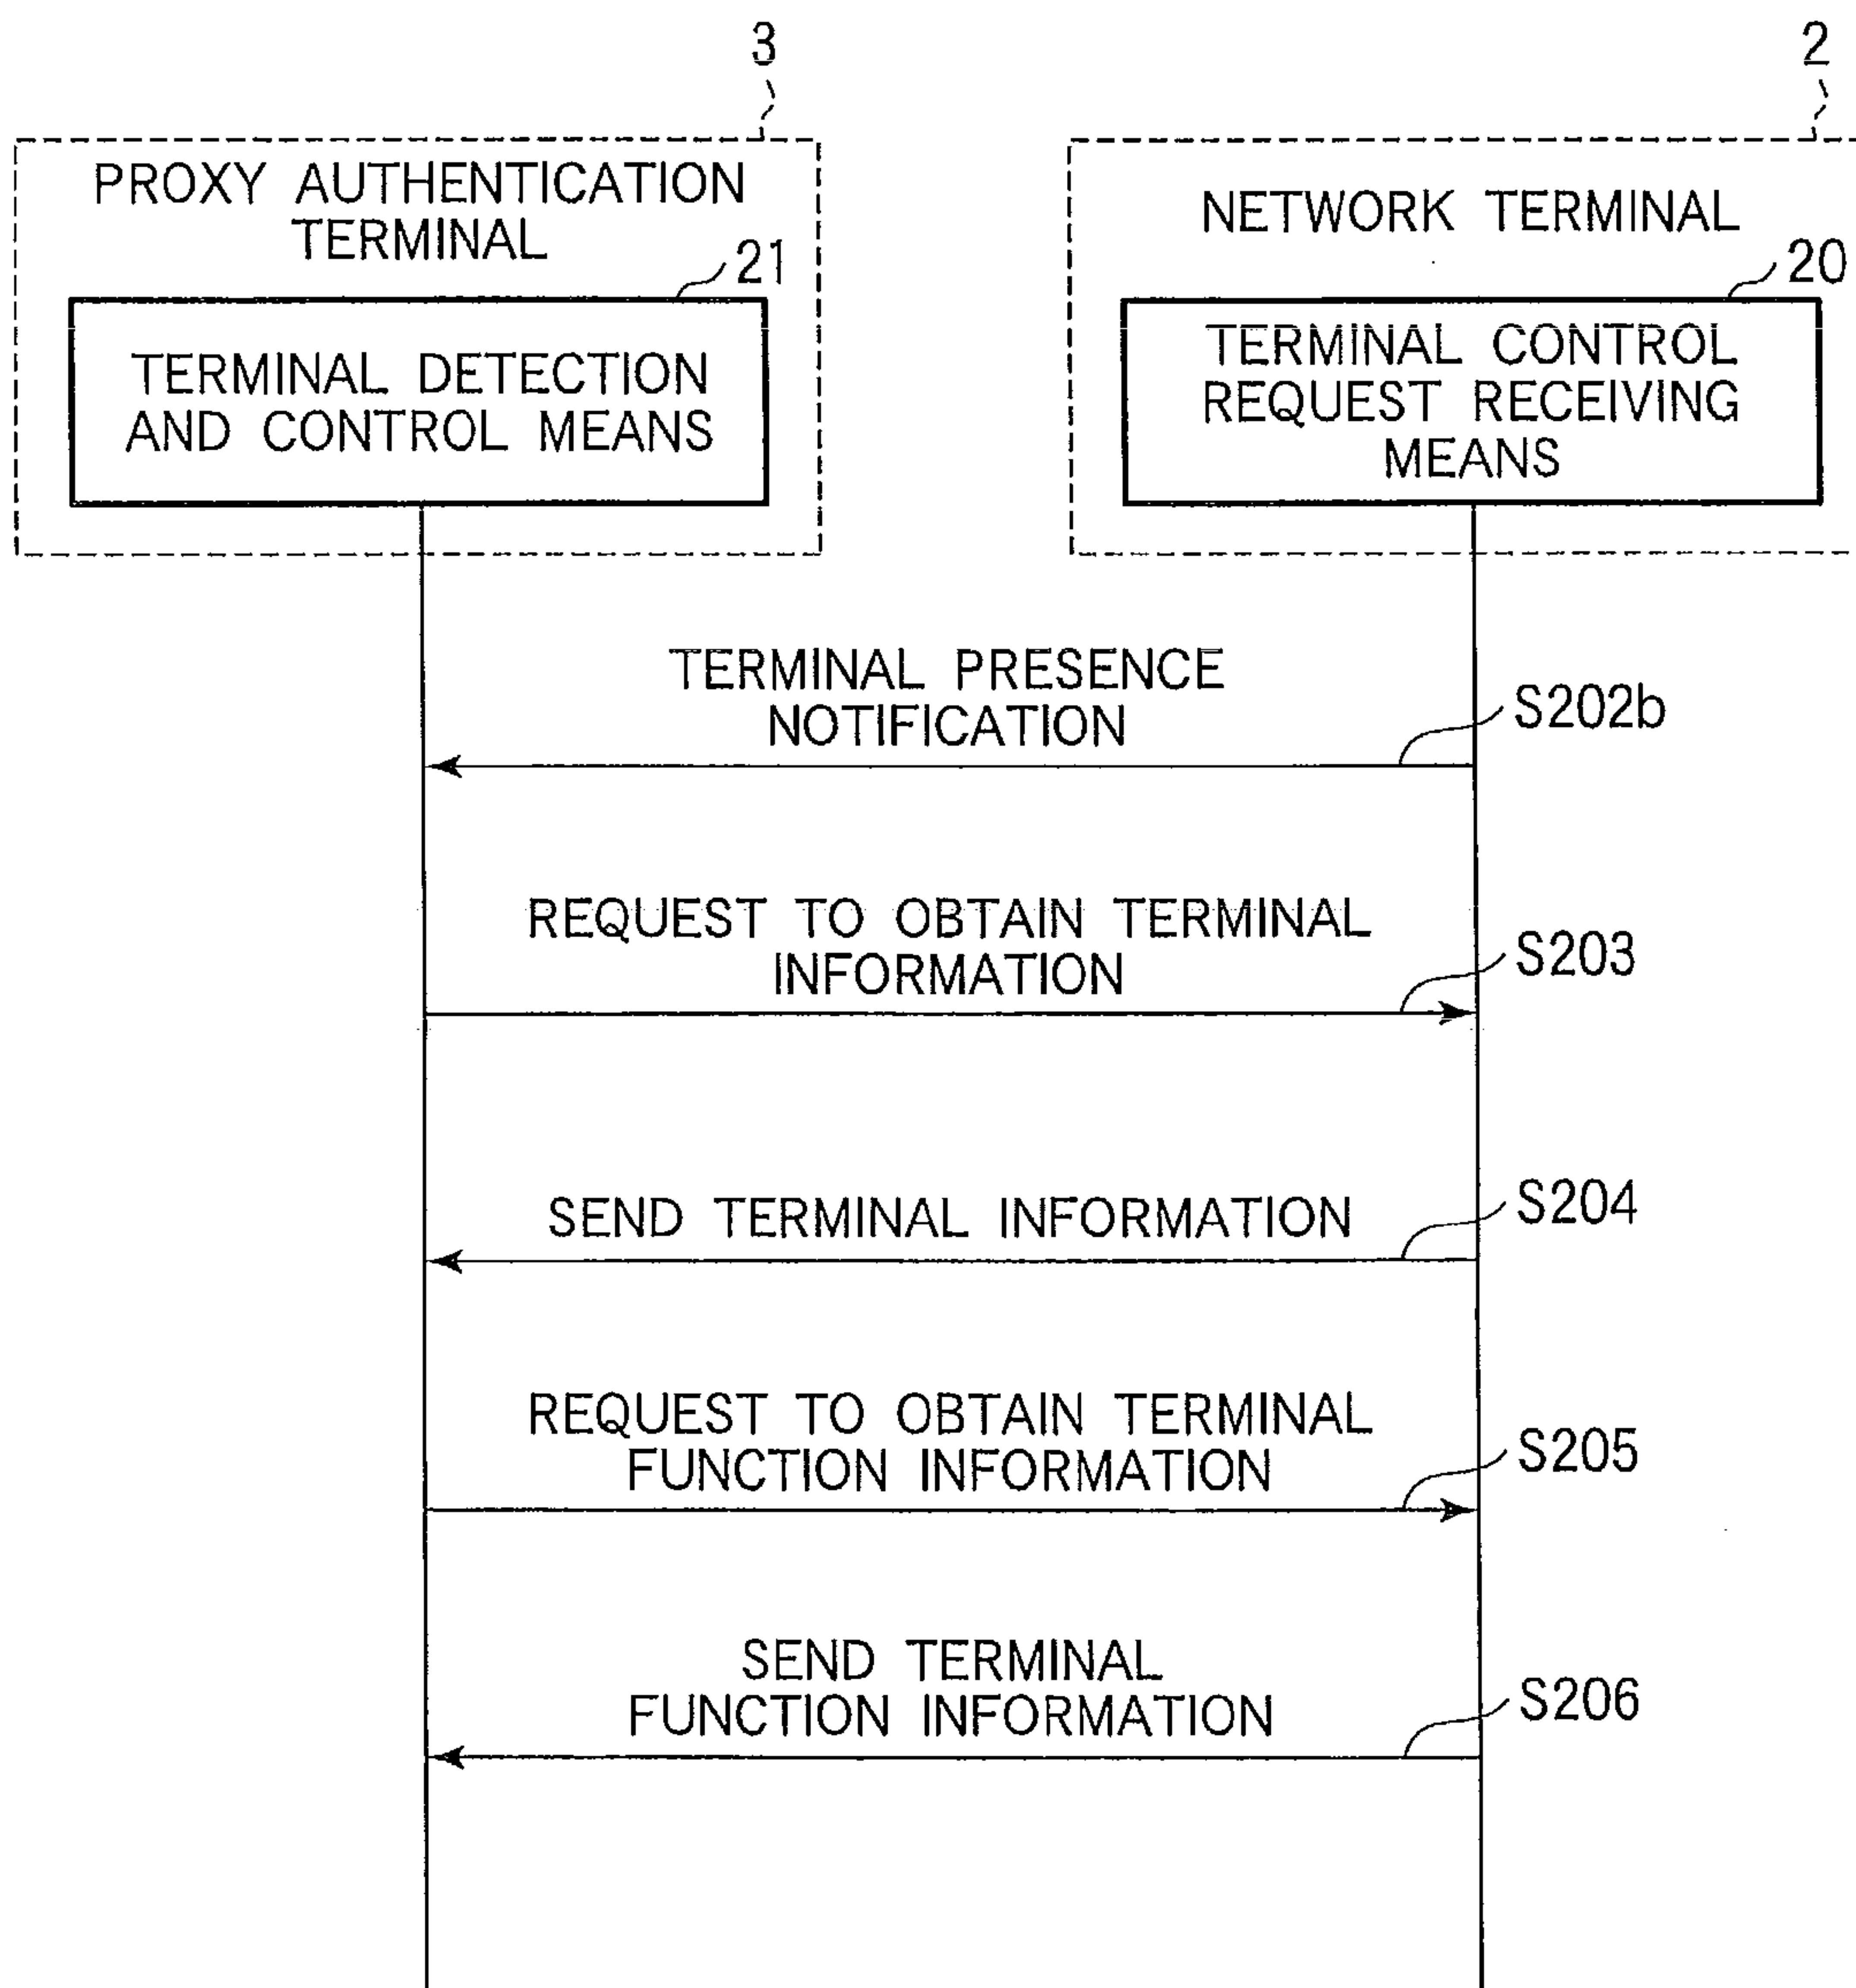 3
2
PROXY AUTHENTICATION
TERMINAL
21
TERMINAL DETECTION
AND CONTROL MEANS
NETWORK TERMINAL
20
TERMINAL CONTROL
REQUEST RECEIVING
MEANS
TERMINAL PRESENCE
NOTIFICATION
S202b
REQUEST TO OBTAIN TERMINAL
INFORMATION
S203
SEND TERMINAL INFORMATION
S204
REQUEST TO OBTAIN TERMINAL
FUNCTION INFORMATION
S205
SEND TERMINAL
FUNCTION INFORMATION
S206